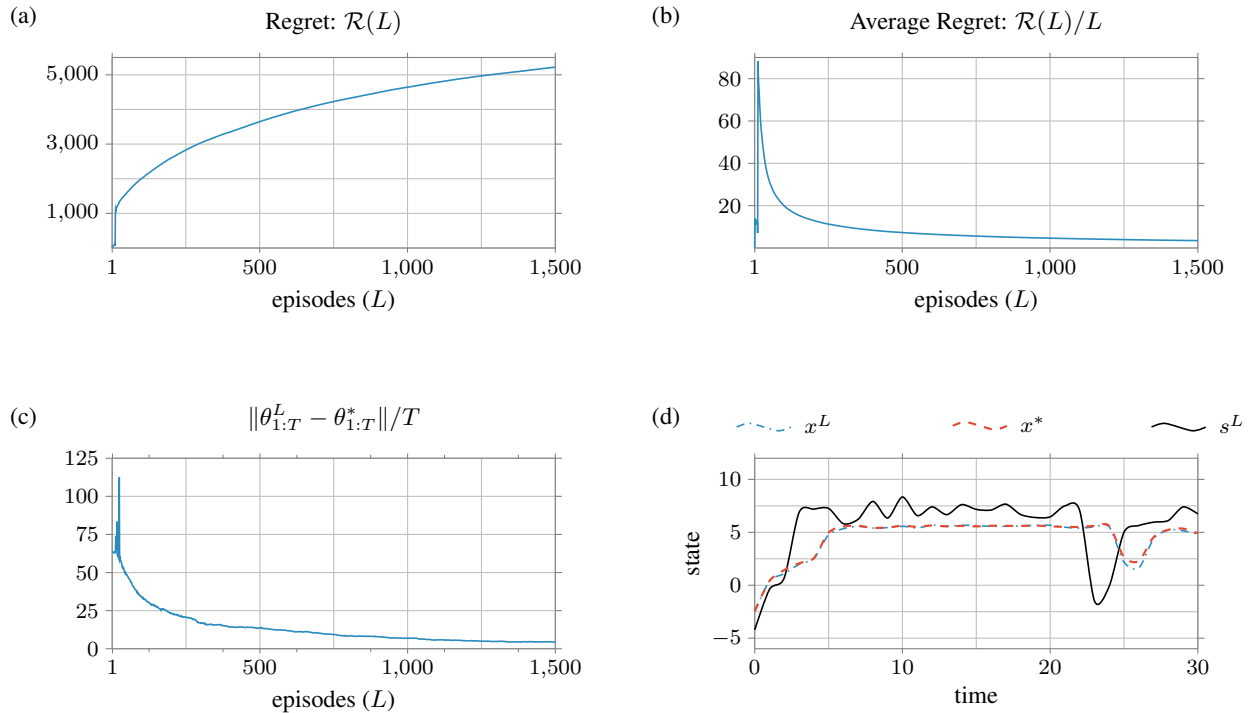 (a)
Regret: R(L)
5,000
3,000
1,000
1
500
1,000
1,500
episodes (L)
(b)
Average Regret: R(L)/L
80
60
40
20
1
500
1,000
1,500
episodes (L)
(c)
‖θ^L_{1:T} − θ^*_{1:T}‖/T
125
100
75
50
25
0
1
500
1,000
1,500
episodes (L)
(d)
x^L
x^*
s^L
state
10
5
0
−5
0
10
20
30
time